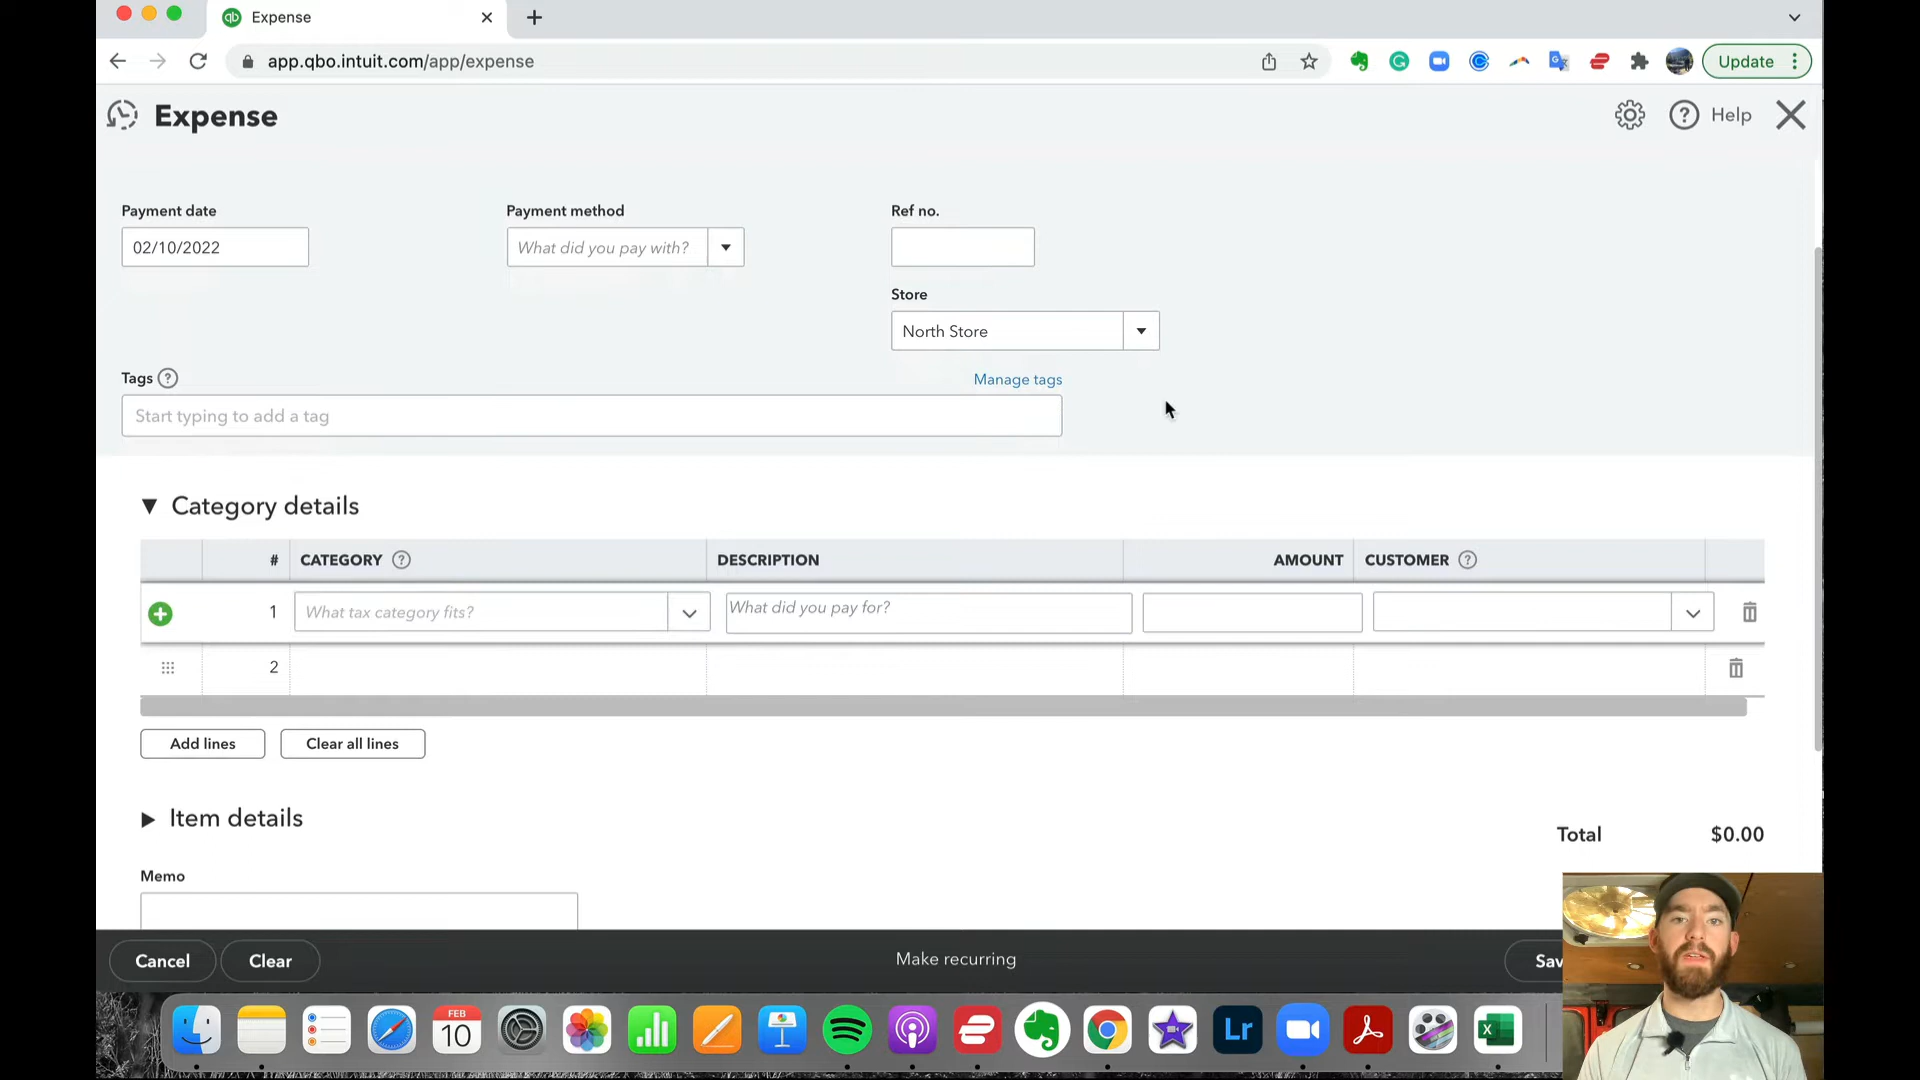 Expense
app.qbo.intuit.com/app/expense
Update
Expense
Help
Payment date
Payment method
Ref no.
02/10/2022
What did you pay with?
Store
North Store
Tags
Manage tags
Start typing to add a tag
Category details
# CATEGORY DESCRIPTION AMOUNT CUSTOMER
1 What tax category fits? What did you pay for?
2
Add lines
Clear all lines
Item details
Total $0.00
Memo
Cancel
Clear
Make recurring
FEB
10
Lr
X